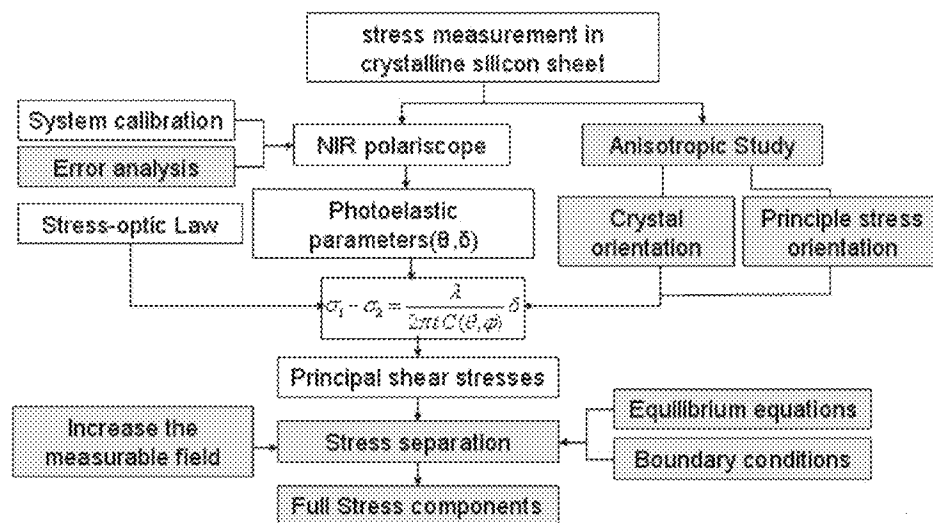 stress measurement in
crystalline silicon sheet
System calibration
Error analysis
NIR polariscope
Anisotropic Study
Stress-optic Law
Photoelastic
parameters(θ,δ)
Crystal
orientation
Principle stress
orientation
σ₁ − σ₂ = λ / 2πtC(θ,φ) δ
Principal shear stresses
Increase the
measurable field
Stress separation
Equilibrium equations
Boundary conditions
Full Stress components